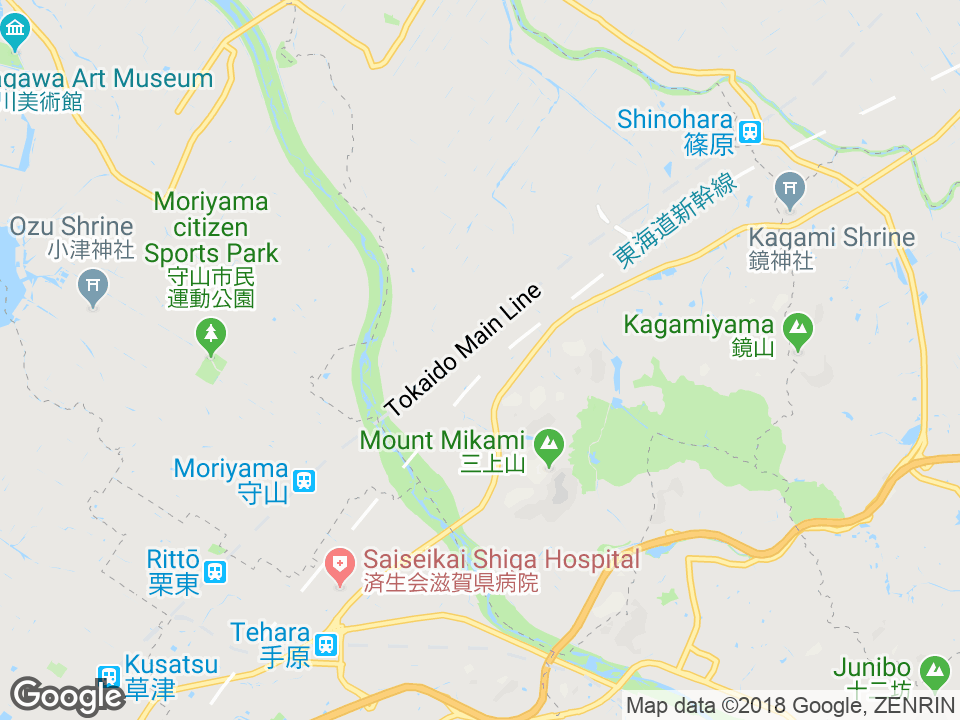 agawa Art Museum
川美術館
Shinohara
篠原
東海道新幹線
Moriyama
citizen
Sports Park
守山市民
運動公園
Ozu Shrine
小津神社
Kagami Shrine
鏡神社
Tokaido Main Line
Kagamiyama
鏡山
Mount Mikami
三上山
Moriyama
守山
Rittō
栗東
Saiseikai Shiga Hospital
済生会滋賀県病院
Tehara
手原
Kusatsu
草津
Junibo
十二坊
Google
Map data ©2018 Google, ZENRIN